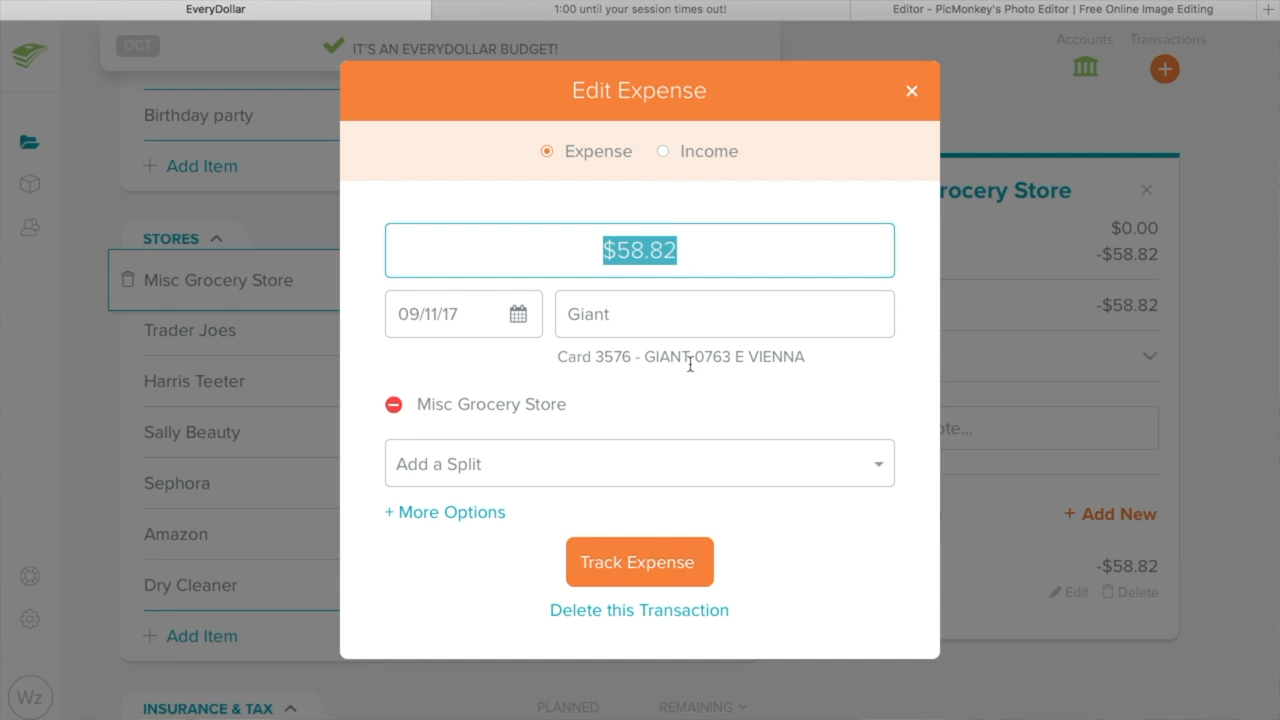 EveryDollar
1:00 until your session times out!
Editor - PicMonkey's Photo Editor | Free Online Image Editing
OCT
IT'S AN EVERYDOLLAR BUDGET!
Accounts
Transactions
Edit Expense
Expense
Income
Birthday party
Add Item
rocery Store
$0.00
-$58.82
STORES
$58.82
Misc Grocery Store
-$58.82
09/11/17
Giant
Trader Joes
Card 3576 - GIANT 0763 E VIENNA
Harris Teeter
Misc Grocery Store
Sally Beauty
ote...
Add a Split
Sephora
+ More Options
+ Add New
Amazon
Track Expense
-$58.82
Dry Cleaner
Edit
Delete
Delete this Transaction
Add Item
Wz
INSURANCE & TAX
PLANNED
REMAINING